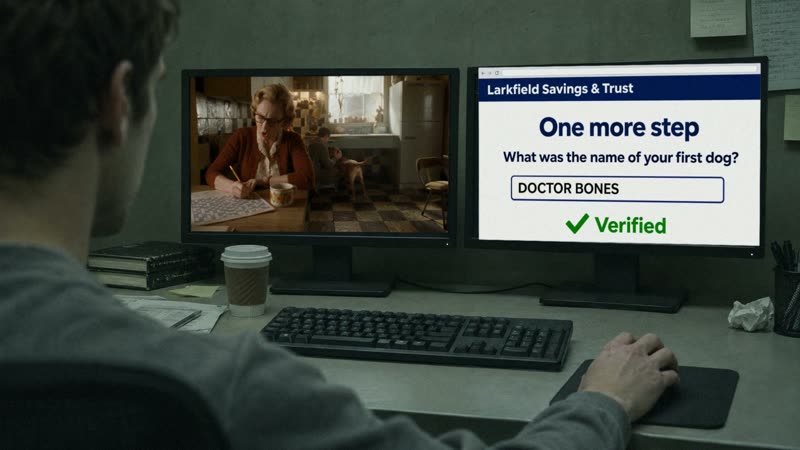 Larkfield Savings & Trust
One more step
What was the name of your first dog?
DOCTOR BONES
Verified